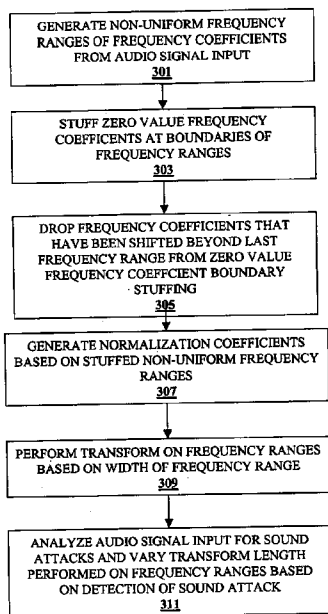 GENERATE NON-UNIFORM FREQUENCY
RANGES OF FREQUENCY COEFFICIENTS
FROM AUDIO SIGNAL INPUT
301
STUFF ZERO VALUE FREQUENCY
COEFFICENTS AT BOUNDARIES OF
FREQUENCY RANGES
303
DROP FREQUENCY COEFFICIENTS THAT
HAVE BEEN SHIFTED BEYOND LAST
FREQUENCY RANGE FROM ZERO VALUE
FREQUENCY COEFFCIENT BOUNDARY
STUFFING
305
GENERATE NORMALIZATION COEFFICIENTS
BASED ON STUFFED NON-UNIFORM FREQUENCY
RANGES
307
PERFORM TRANSFORM ON FREQUENCY RANGES
BASED ON WIDTH OF FREQUENCY RANGE
309
ANALYZE AUDIO SIGNAL INPUT FOR SOUND
ATTACKS AND VARY TRANSFORM LENGTH
PERFORMED ON FREQUENCY RANGES BASED
ON DETECTION OF SOUND ATTACK
311